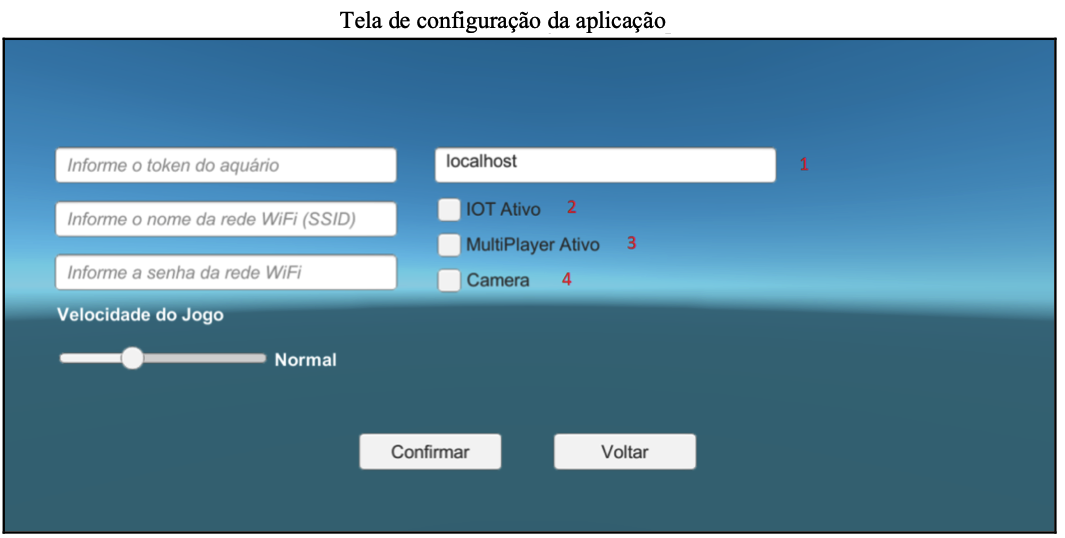 Tela de configuração da aplicação
Informe o token do aquário
localhost 1
Informe o nome da rede WiFi (SSID)
IOT Ativo 2
MultiPlayer Ativo 3
Informe a senha da rede WiFi
Camera 4
Velocidade do Jogo
Normal
Confirmar
Voltar